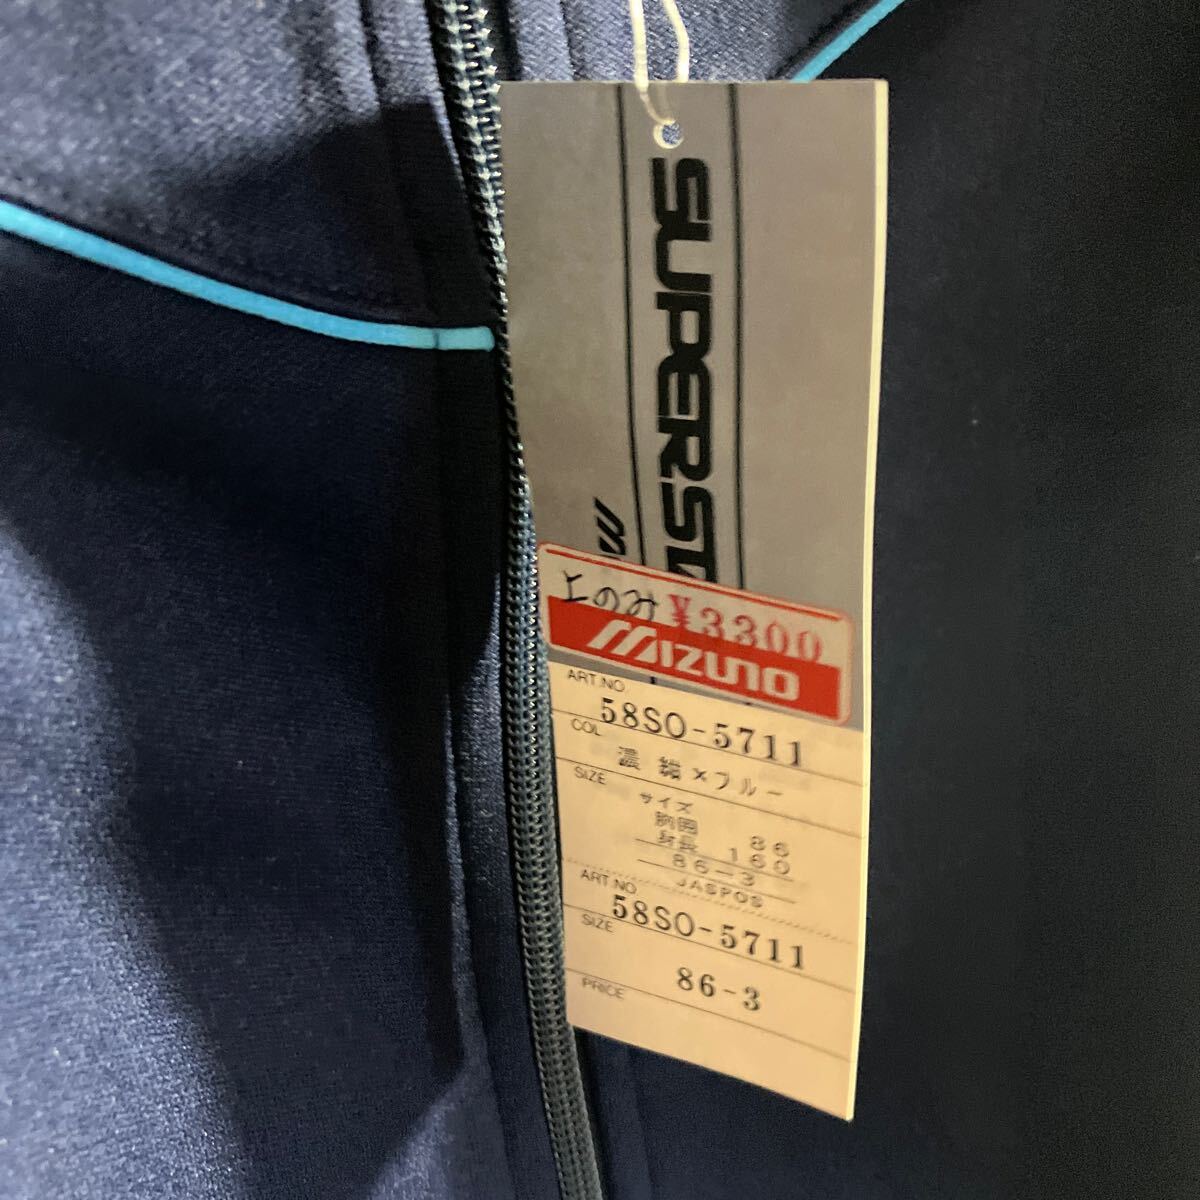 SUPERST
上のみ ¥3300
MIZUNO
ART.NO.
58SO-5711
COL
濃紺×ブルー
SIZE
サイズ
胸囲 86
身長 160
86-3
JASPOS
ART.NO.
58SO-5711
SIZE
86-3
PRICE